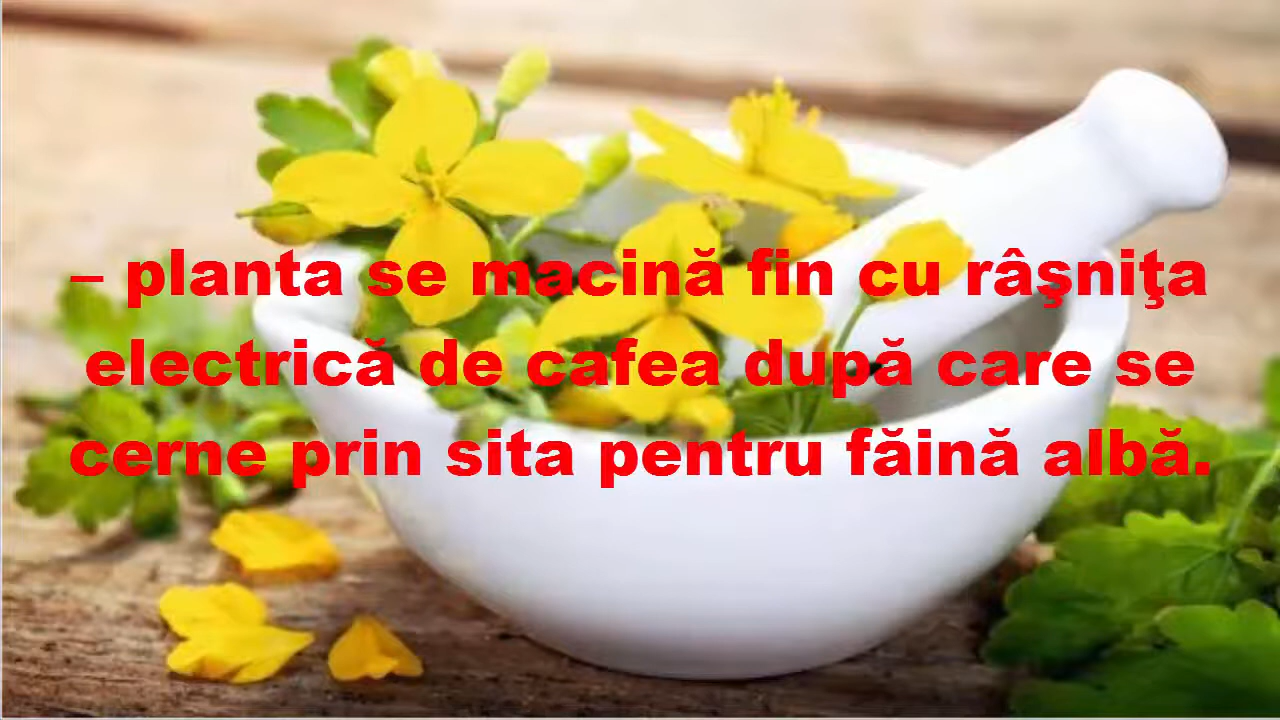 – planta se macină fin cu râşniţa
electrică de cafea după care se
cerne prin sita pentru făină albă.